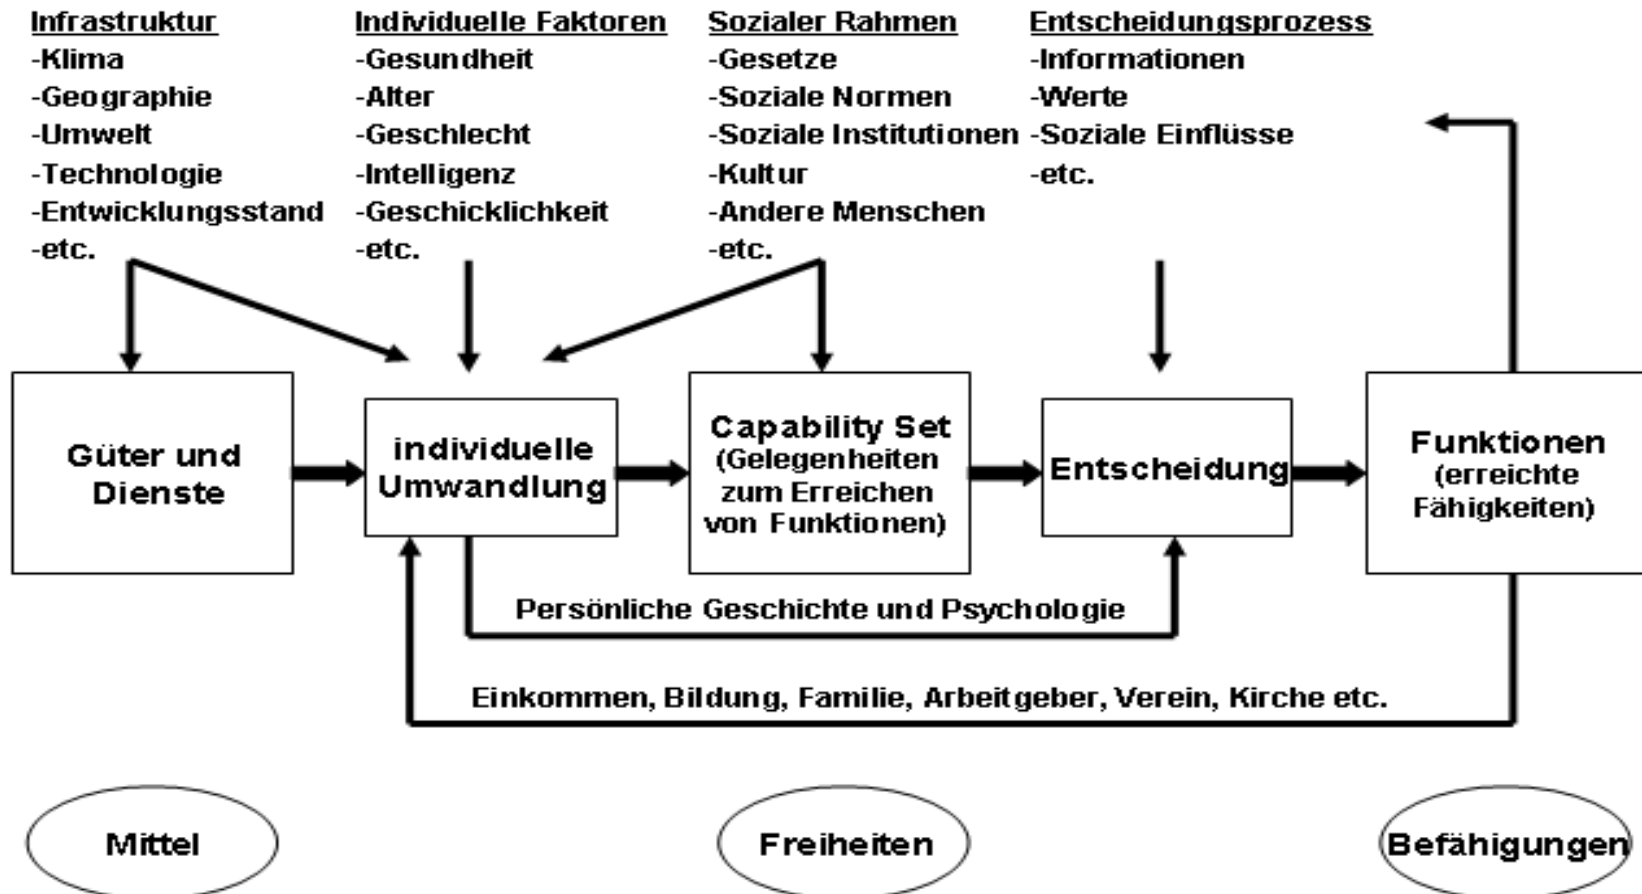 Infrastruktur
-Klima
-Geographie
-Umwelt
-Technologie
-Entwicklungsstand
-etc.
Individuelle Faktoren
-Gesundheit
-Alter
-Geschlecht
-Intelligenz
-Geschicklichkeit
-etc.
Sozialer Rahmen
-Gesetze
-Soziale Normen
-Soziale Institutionen
-Kultur
-Andere Menschen
-etc.
Entscheidungsprozess
-Informationen
-Werte
-Soziale Einflüsse
-etc.
Güter und
Dienste
individuelle
Umwandlung
Capability Set
(Gelegenheiten
zum Erreichen
von Funktionen)
Entscheidung
Funktionen
(erreichte
Fähigkeiten)
Persönliche Geschichte und Psychologie
Einkommen, Bildung, Familie, Arbeitgeber, Verein, Kirche etc.
Mittel
Freiheiten
Befähigungen